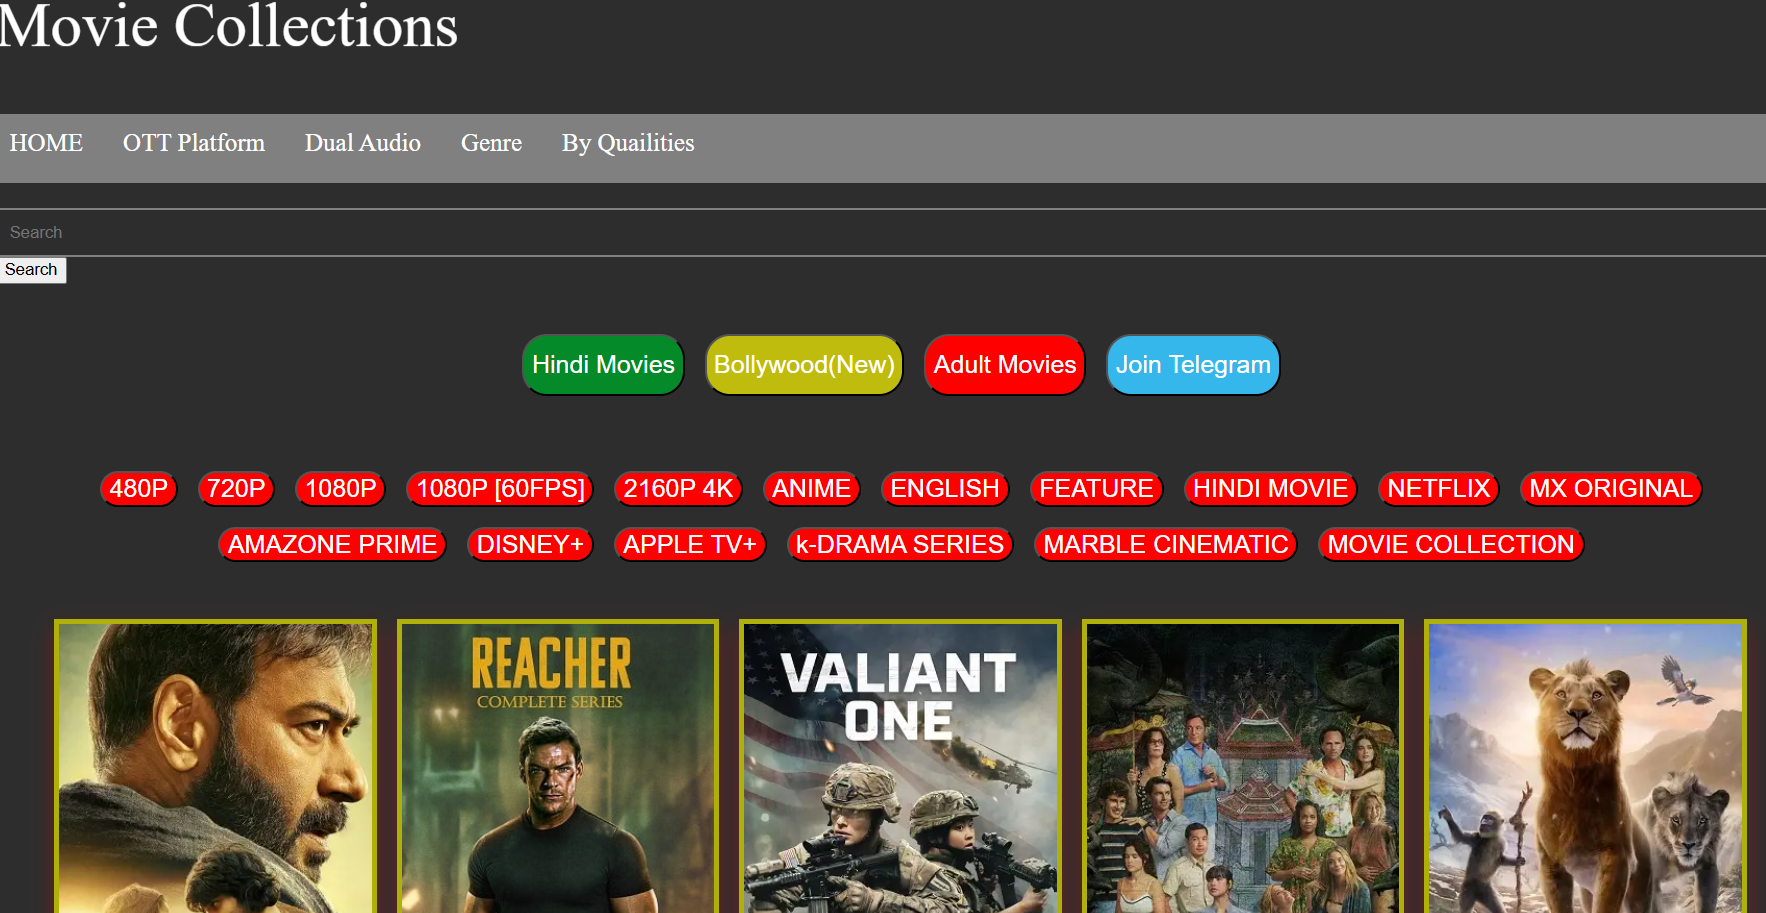 Movie Collections
HOME OTT Platform Dual Audio Genre By Quailities
Search
Search
Hindi Movies Bollywood(New) Adult Movies Join Telegram
480P 720P 1080P 1080P [60FPS] 2160P 4K ANIME ENGLISH FEATURE HINDI MOVIE NETFLIX MX ORIGINAL
AMAZONE PRIME DISNEY+ APPLE TV+ k-DRAMA SERIES MARBLE CINEMATIC MOVIE COLLECTION
REACHER
COMPLETE SERIES
VALIANT
ONE